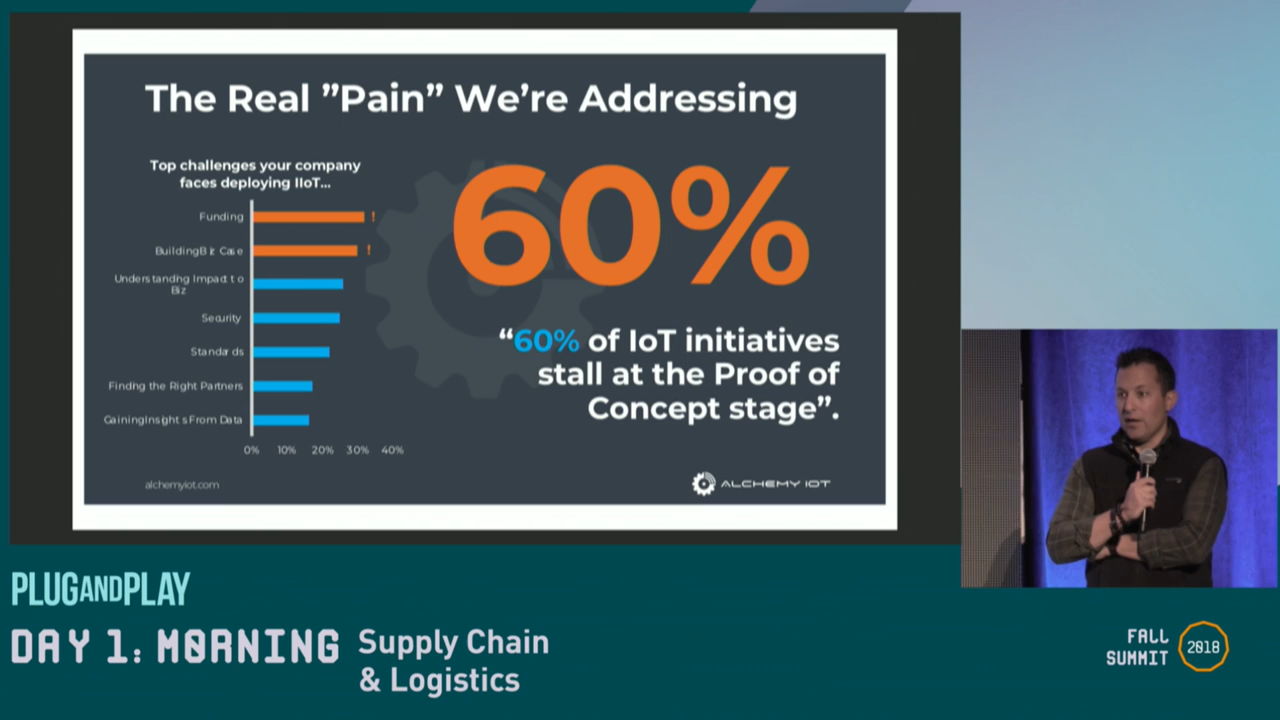 The Real ”Pain” We’re Addressing
Top challenges your company
faces deploying IIoT...
Funding
!
Building Biz Case
!
Understanding Impact to
Biz
Security
Standards
Finding the Right Partners
Gaining Insights From Data
0% 10% 20% 30% 40%
60%
“60% of IoT initiatives
stall at the Proof of
Concept stage”.
alchemyiot.com
ALCHEMY IOT
PLUGANDPLAY
DAY 1: MORNING
Supply Chain
& Logistics
FALL
SUMMIT
2018